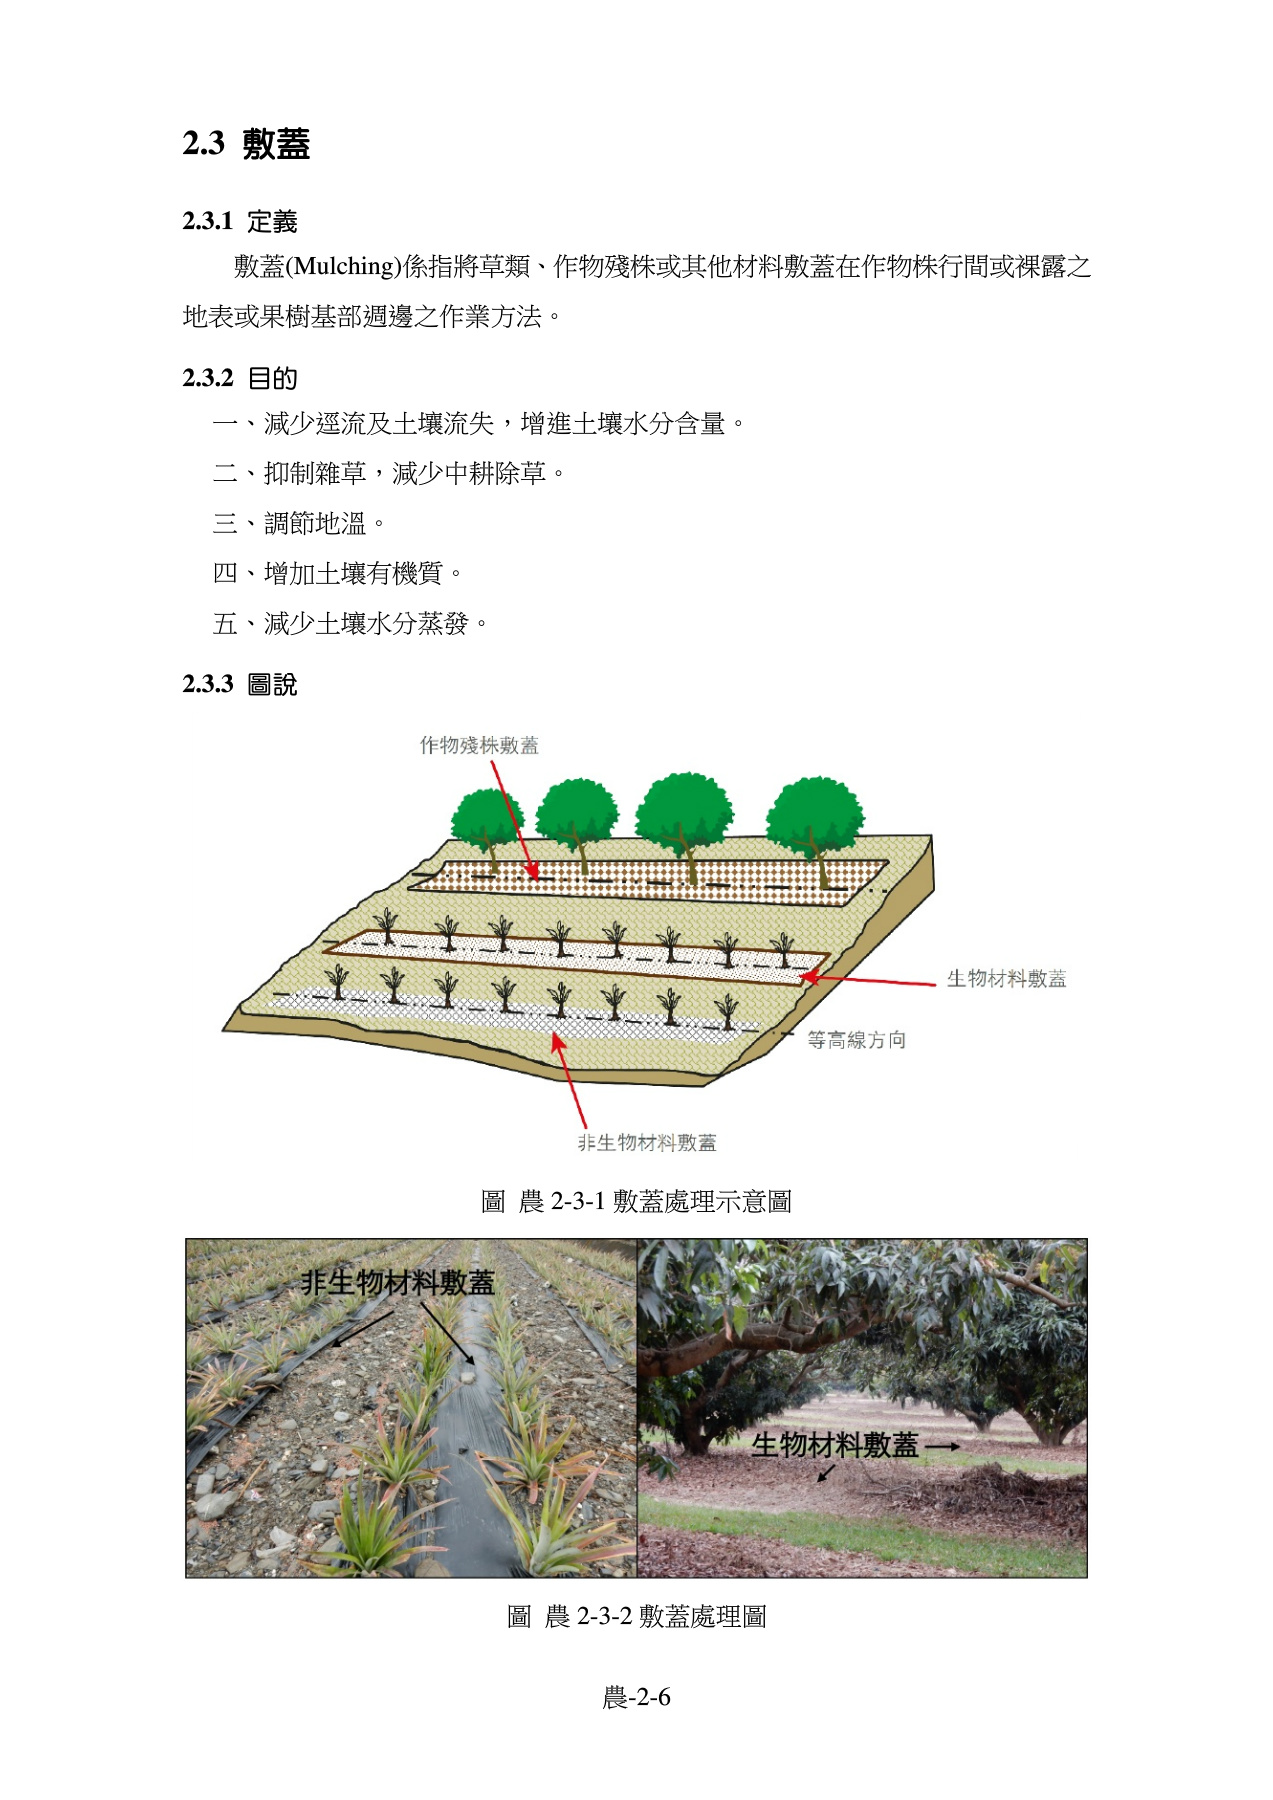 2.3 敷蓋
2.3.1 定義
敷蓋(Mulching)係指將草類、作物殘株或其他材料敷蓋在作物株行間或裸露之
地表或果樹基部週邊之作業方法。
2.3.2 目的
一、減少逕流及土壤流失，增進土壤水分含量。
二、抑制雜草，減少中耕除草。
三、調節地溫。
四、增加土壤有機質。
五、減少土壤水分蒸發。
2.3.3 圖說
作物殘株敷蓋
生物材料敷蓋
等高線方向
非生物材料敷蓋
圖 農 2-3-1 敷蓋處理示意圖
非生物材料敷蓋
生物材料敷蓋
圖 農 2-3-2 敷蓋處理圖
農-2-6